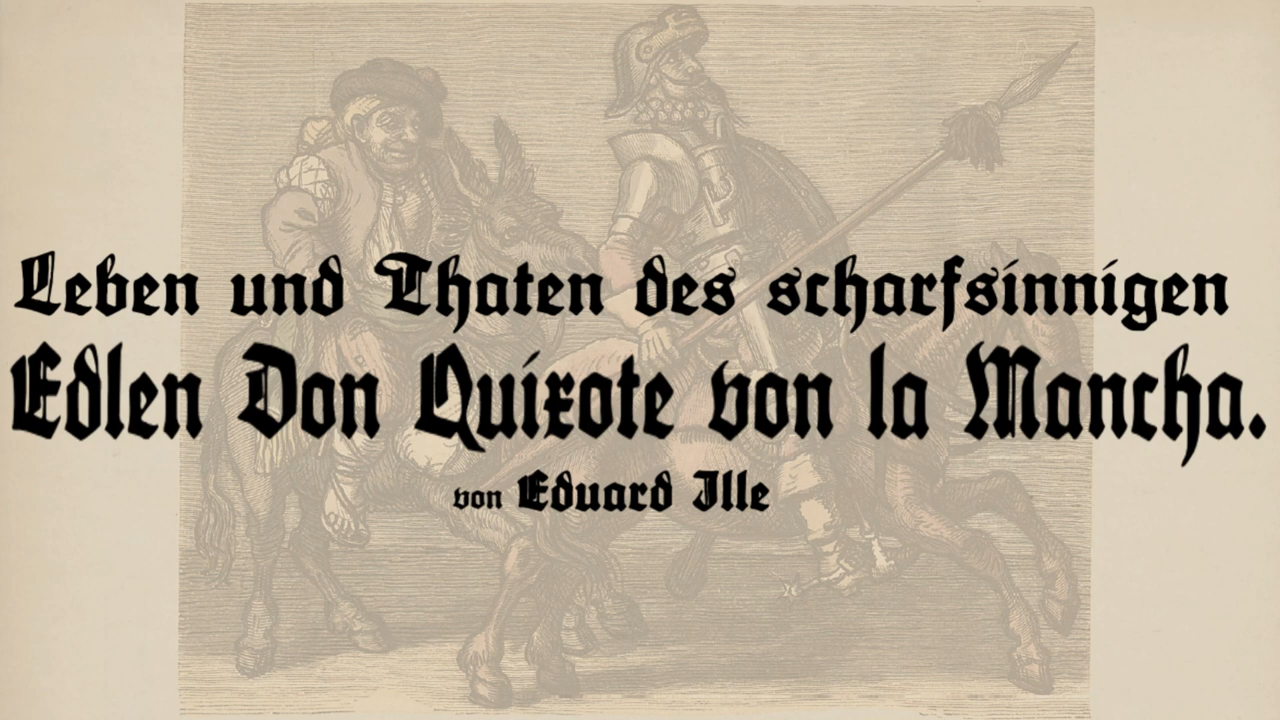 Leben und Thaten des scharfsinnigen
Edlen Don Quixote von la Mancha.
von Eduard Ille